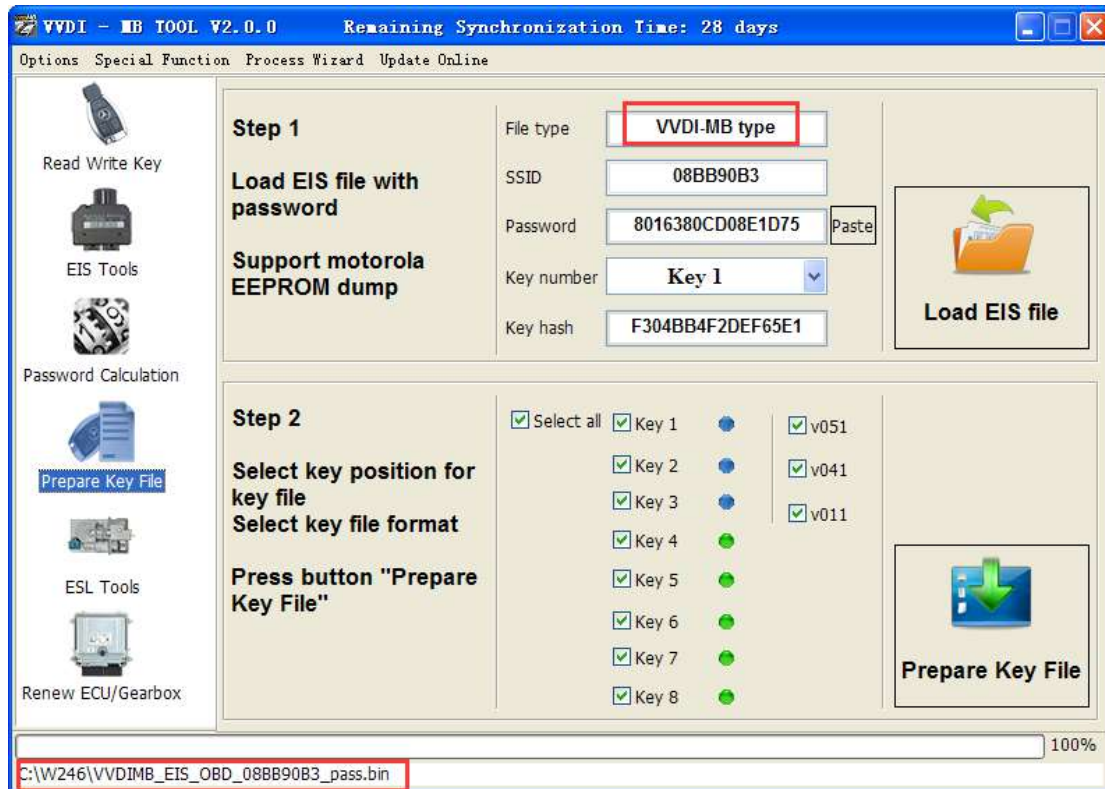 VVDI - MB TOOL V2.0.0 Remaining Synchronization Time: 28 days
Options Special Function Process Wizard Update Online
Read Write Key
EIS Tools
Password Calculation
Prepare Key File
ESL Tools
Renew ECU/Gearbox
Step 1
Load EIS file with
password
Support motorola
EEPROM dump
File type VVDI-MB type
SSID 08BB90B3
Password 8016380CD08E1D75 Paste
Key number Key 1
Key hash F304BB4F2DEF65E1
Load EIS file
Step 2
Select key position for
key file
Select key file format
Press button "Prepare
Key File"
Select all Key 1 v051
Key 2 v041
Key 3 v011
Key 4
Key 5
Key 6
Key 7
Key 8
Prepare Key File
100%
C:\W246\VVDIMB_EIS_OBD_08BB90B3_pass.bin